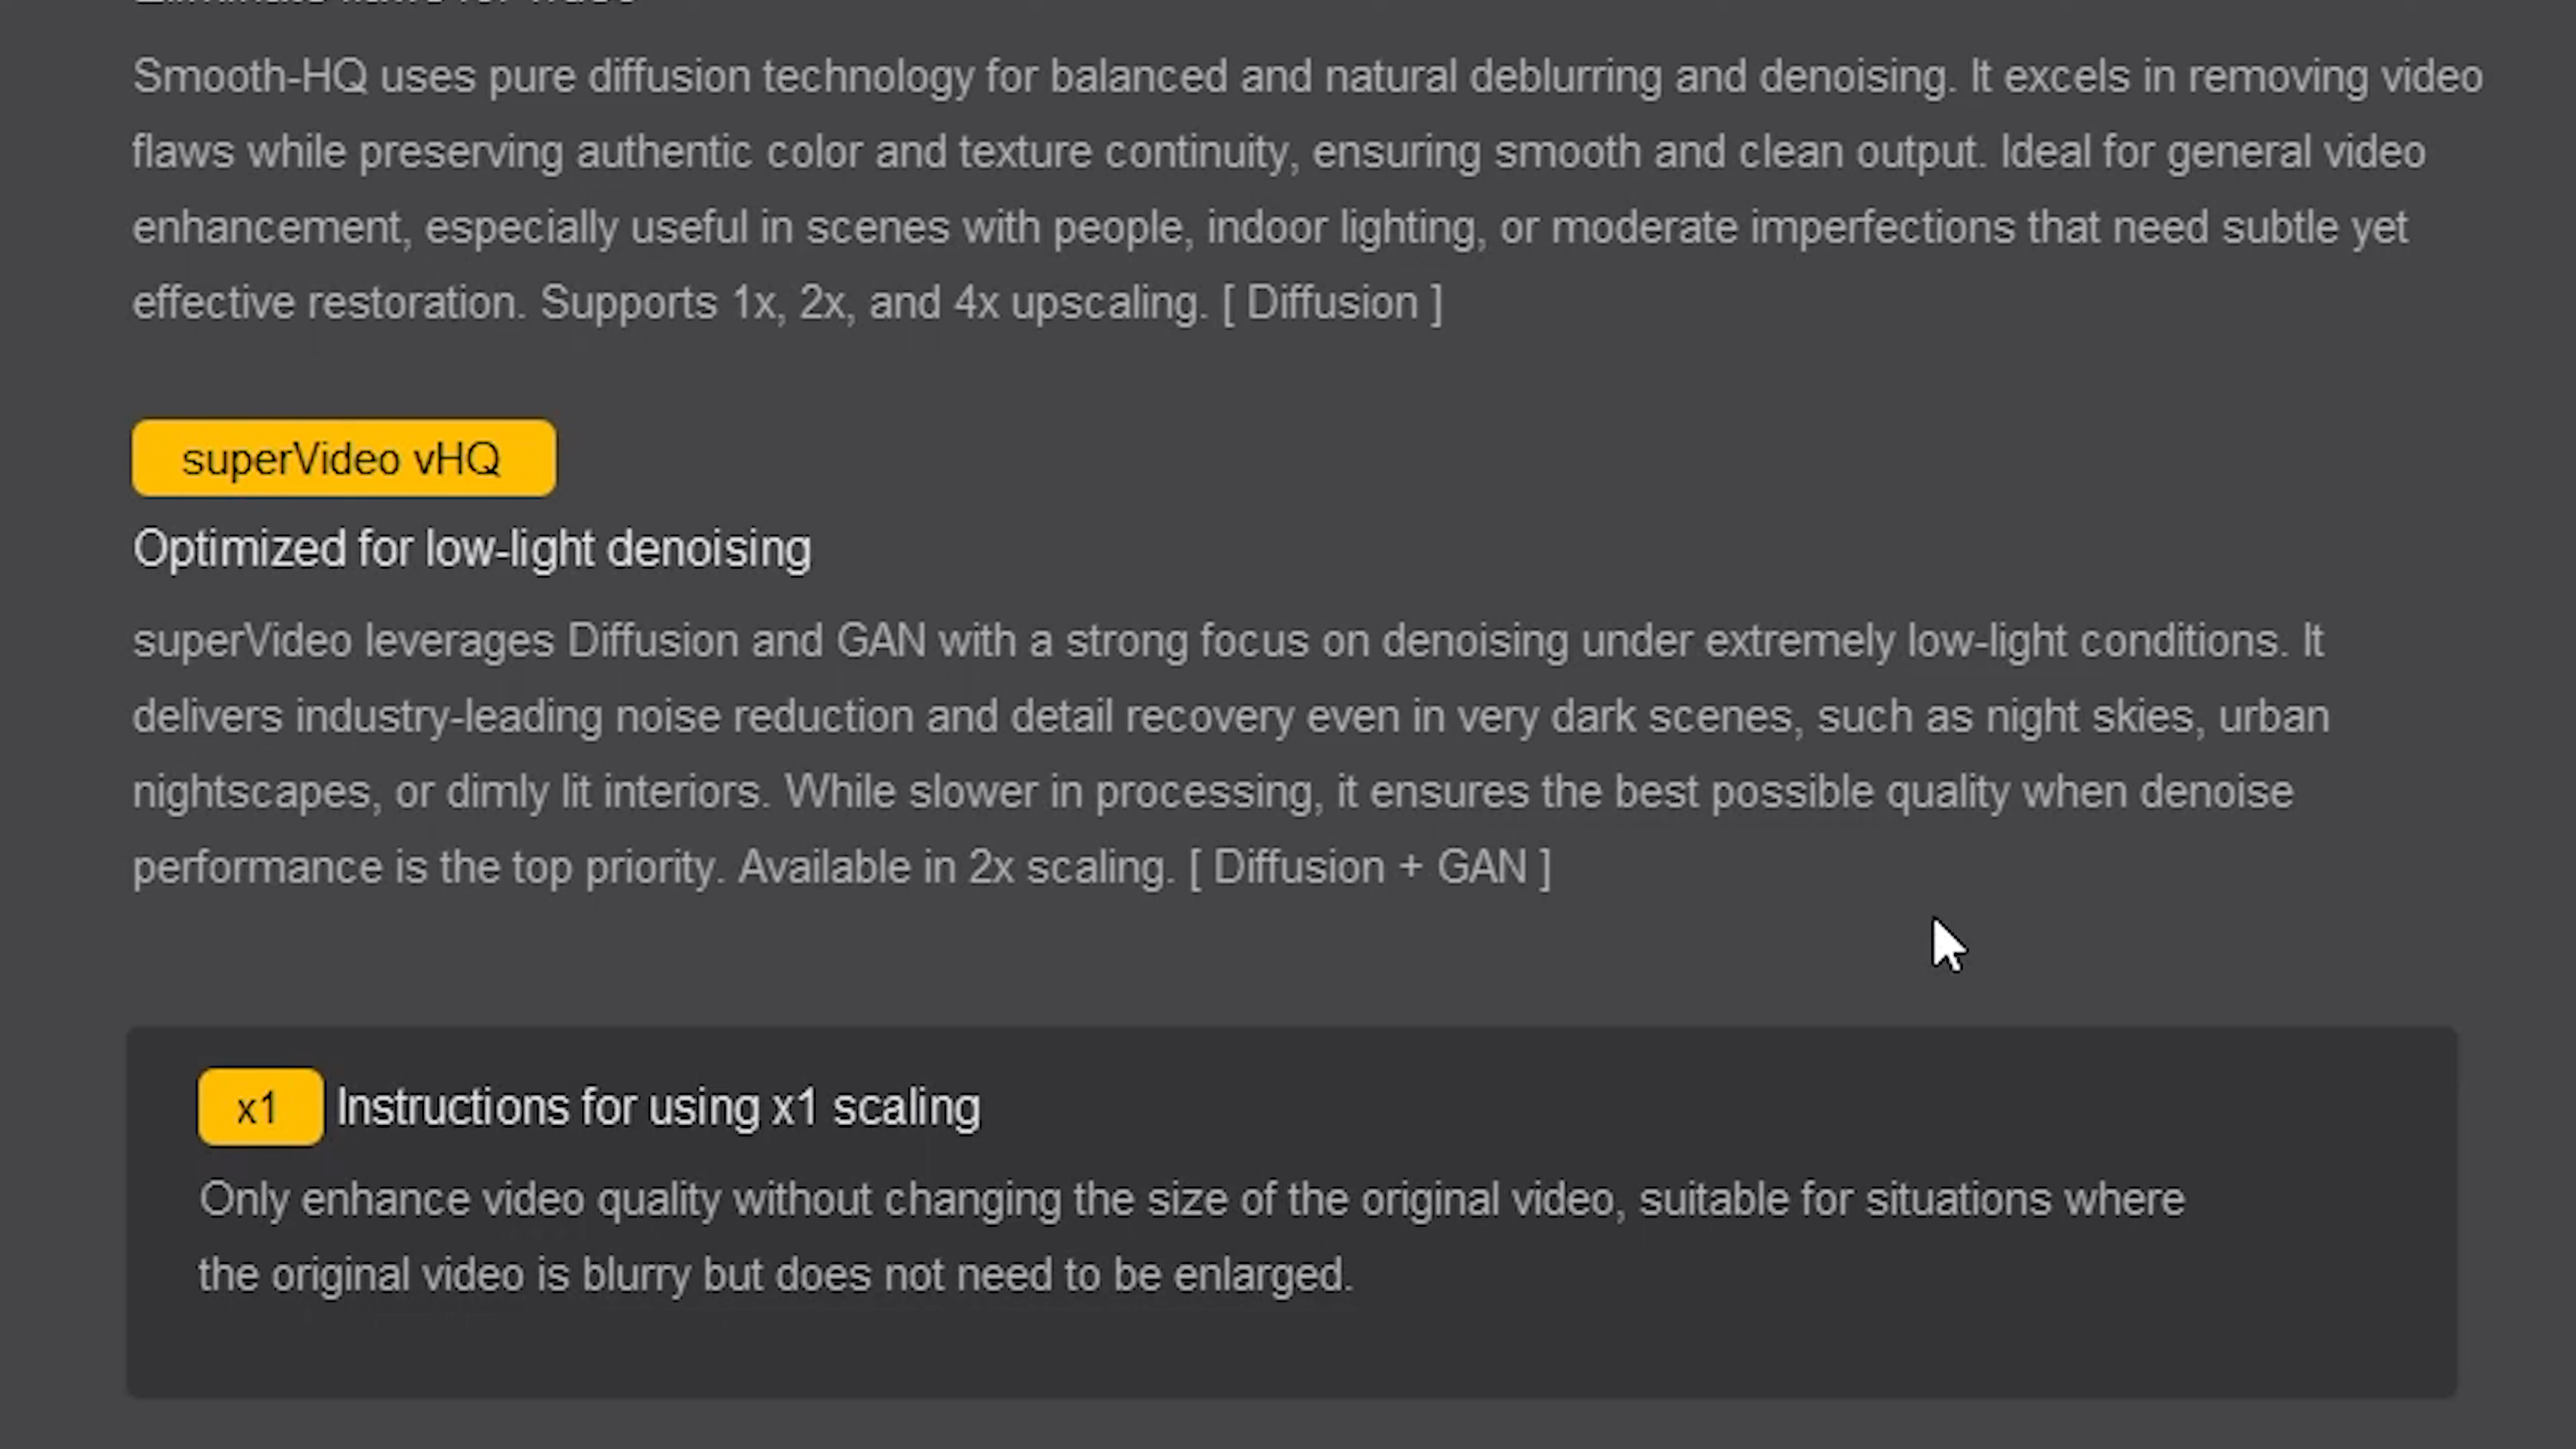 Smooth-HQ uses pure diffusion technology for balanced and natural deblurring and denoising. It excels in removing video
flaws while preserving authentic color and texture continuity, ensuring smooth and clean output. Ideal for general video
enhancement, especially useful in scenes with people, indoor lighting, or moderate imperfections that need subtle yet
effective restoration. Supports 1x, 2x, and 4x upscaling. [ Diffusion ]
superVideo vHQ
Optimized for low-light denoising
superVideo leverages Diffusion and GAN with a strong focus on denoising under extremely low-light conditions. It
delivers industry-leading noise reduction and detail recovery even in very dark scenes, such as night skies, urban
nightscapes, or dimly lit interiors. While slower in processing, it ensures the best possible quality when denoise
performance is the top priority. Available in 2x scaling. [ Diffusion + GAN ]
x1 Instructions for using x1 scaling
Only enhance video quality without changing the size of the original video, suitable for situations where
the original video is blurry but does not need to be enlarged.